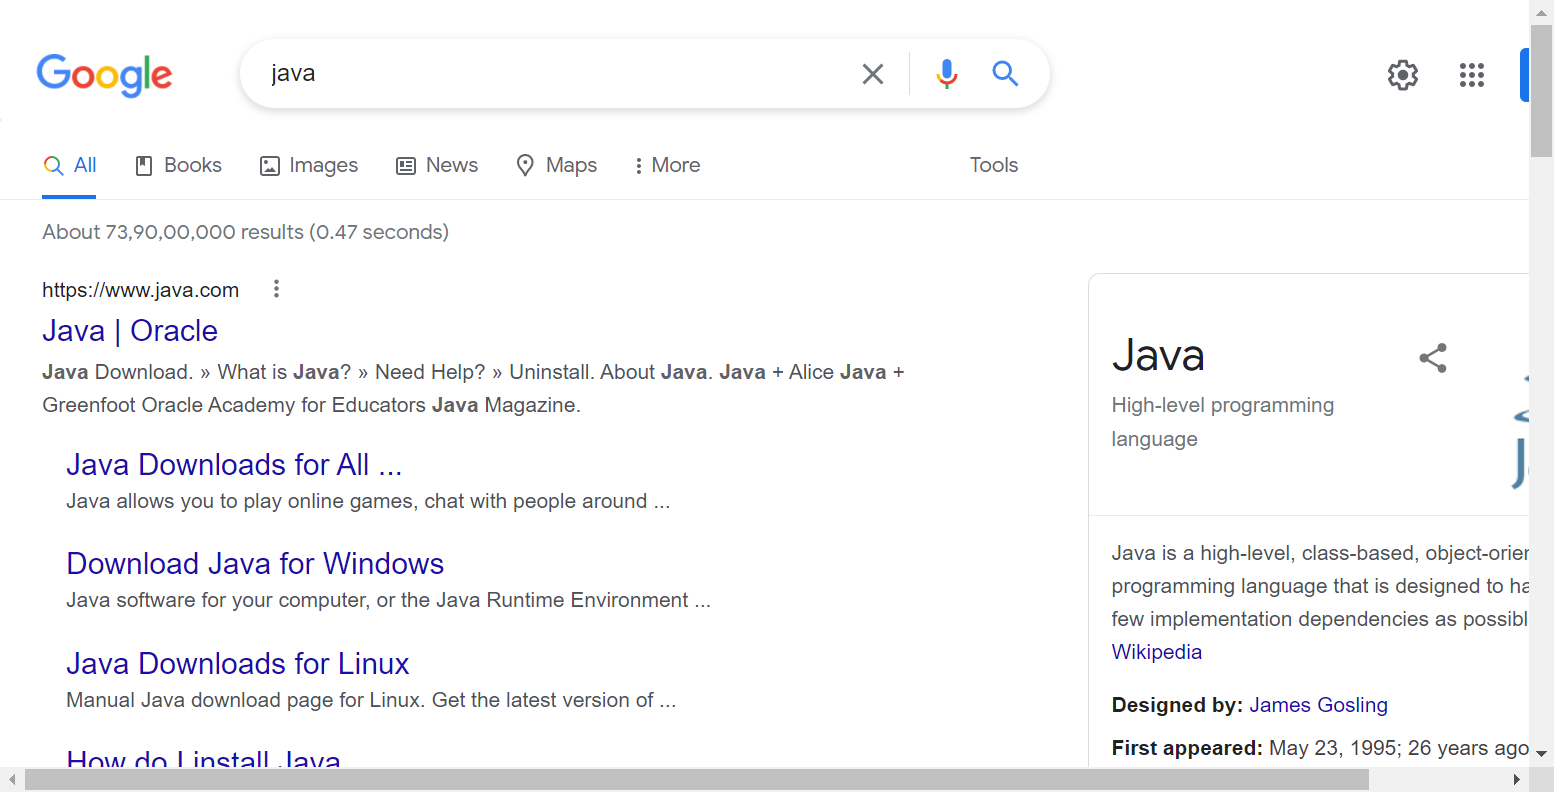 Google
java
All
Books
Images
News
Maps
More
Tools
About 73,90,00,000 results (0.47 seconds)
https://www.java.com
Java | Oracle
Java Download. » What is Java? » Need Help? » Uninstall. About Java. Java + Alice Java +
Greenfoot Oracle Academy for Educators Java Magazine.
Java Downloads for All ...
Java allows you to play online games, chat with people around ...
Download Java for Windows
Java software for your computer, or the Java Runtime Environment ...
Java Downloads for Linux
Manual Java download page for Linux. Get the latest version of ...
How do I install Java
Java
High-level programming
language
Java is a high-level, class-based, object-orier
programming language that is designed to ha
few implementation dependencies as possibl
Wikipedia
Designed by: James Gosling
First appeared: May 23, 1995; 26 years ago